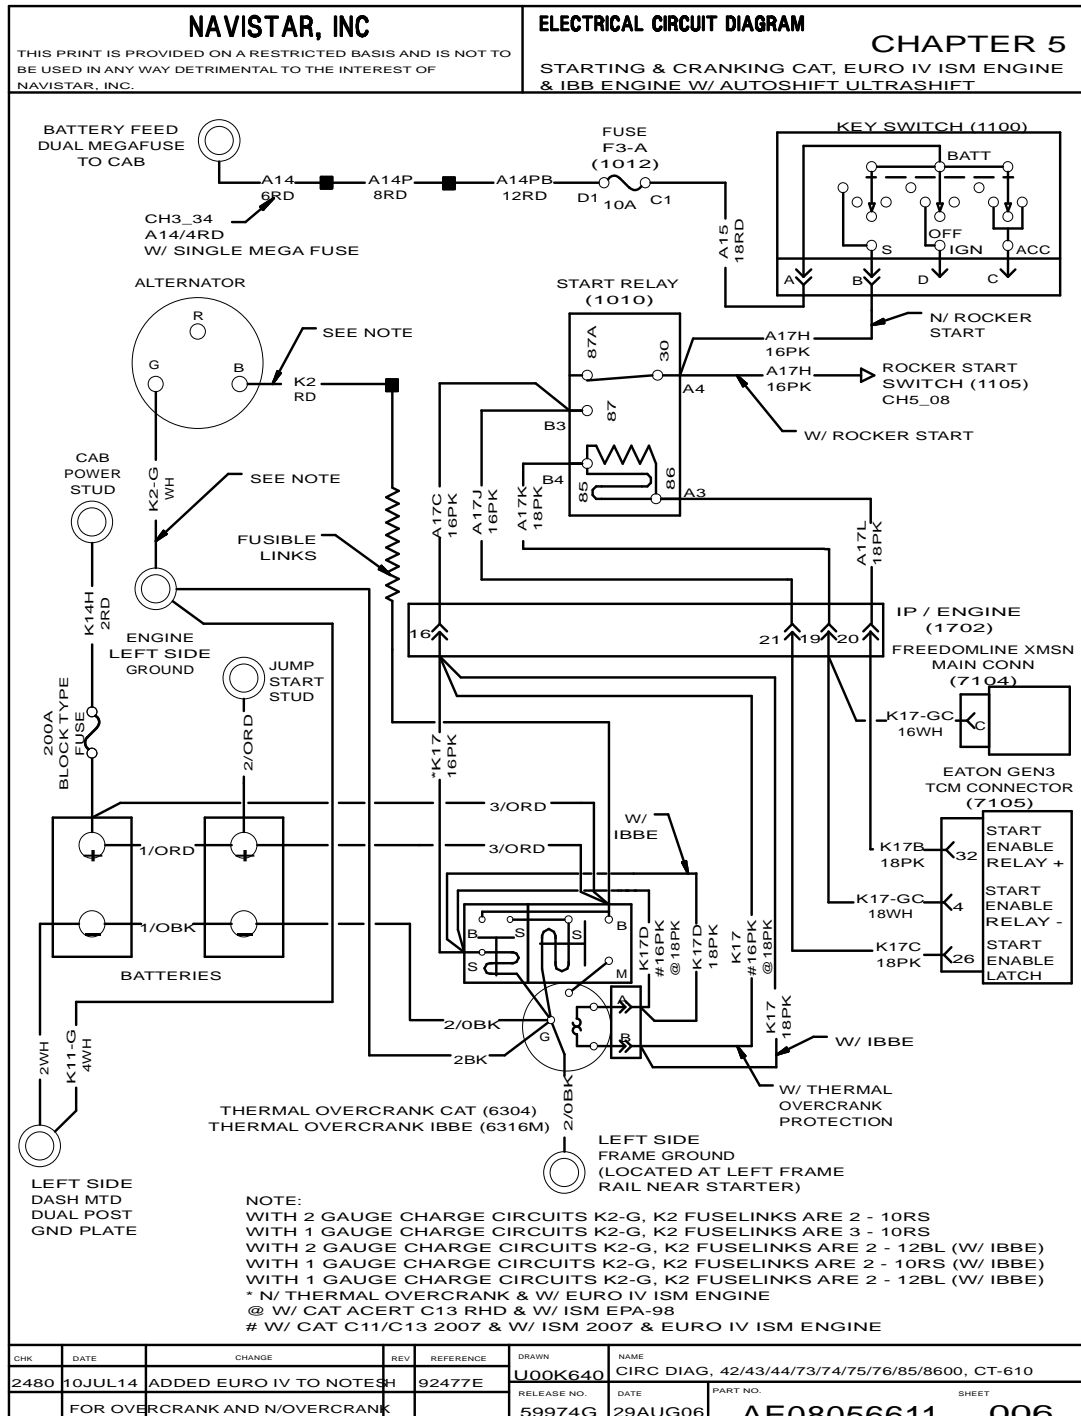 NAVISTAR, INC
THIS PRINT IS PROVIDED ON A RESTRICTED BASIS AND IS NOT TO
BE USED IN ANY WAY DETRIMENTAL TO THE INTEREST OF
NAVISTAR, INC.
ELECTRICAL CIRCUIT DIAGRAM
CHAPTER 5
STARTING & CRANKING CAT, EURO IV ISM ENGINE
& IBB ENGINE W/ AUTOSHIFT ULTRASHIFT
BATTERY FEED
DUAL MEGAFUSE
TO CAB
A14
6RD
A14P
8RD
A14PB
12RD
FUSE
F3-A
(1012)
D1
10A
C1
CH3_34
A14/4RD
W/ SINGLE MEGA FUSE
A15
18RD
KEY SWITCH (1100)
BATT
OFF
S
IGN
ACC
A
B
D
C
N/ ROCKER
START
ALTERNATOR
R
G
B
SEE NOTE
K2
RD
START RELAY
(1010)
87A
30
87
85
86
B3
B4
A4
A3
A17H
16PK
A17H
16PK
ROCKER START
SWITCH (1105)
CH5_08
W/ ROCKER START
CAB
POWER
STUD
K2-G
WH
SEE NOTE
FUSIBLE
LINKS
A17C
16PK
A17J
16PK
A17K
18PK
A17L
18PK
K14H
2RD
ENGINE
LEFT SIDE
GROUND
JUMP
START
STUD
200A
BLOCK TYPE
FUSE
2/ORD
16
21
19
20
IP / ENGINE
(1702)
FREEDOMLINE XMSN
MAIN CONN
(7104)
K17-GC
16WH
C
*K17
16PK
EATON GEN3
TCM CONNECTOR
(7105)
START
ENABLE
RELAY +
START
ENABLE
RELAY -
START
ENABLE
LATCH
K17B
18PK
32
K17-GC
18WH
4
K17C
18PK
26
3/ORD
3/ORD
1/ORD
1/OBK
W/
IBBE
BATTERIES
B
S
S
B
S
M
K17D
#16PK
@18PK
K17D
18PK
K17
#16PK
@18PK
K17
18PK
A
B
G
2/0BK
2BK
2/0BK
2WH
K11-G
4WH
W/ IBBE
W/ THERMAL
OVERCRANK
PROTECTION
THERMAL OVERCRANK CAT (6304)
THERMAL OVERCRANK IBBE (6316M)
LEFT SIDE
FRAME GROUND
(LOCATED AT LEFT FRAME
RAIL NEAR STARTER)
LEFT SIDE
DASH MTD
DUAL POST
GND PLATE
NOTE:
WITH 2 GAUGE CHARGE CIRCUITS K2-G, K2 FUSELINKS ARE 2 - 10RS
WITH 1 GAUGE CHARGE CIRCUITS K2-G, K2 FUSELINKS ARE 3 - 10RS
WITH 2 GAUGE CHARGE CIRCUITS K2-G, K2 FUSELINKS ARE 2 - 12BL (W/ IBBE)
WITH 1 GAUGE CHARGE CIRCUITS K2-G, K2 FUSELINKS ARE 2 - 10RS (W/ IBBE)
WITH 1 GAUGE CHARGE CIRCUITS K2-G, K2 FUSELINKS ARE 2 - 12BL (W/ IBBE)
* N/ THERMAL OVERCRANK & W/ EURO IV ISM ENGINE
@ W/ CAT ACERT C13 RHD & W/ ISM EPA-98
# W/ CAT C11/C13 2007 & W/ ISM 2007 & EURO IV ISM ENGINE
CHK DATE CHANGE REV REFERENCE
2480 10JUL14 ADDED EURO IV TO NOTES H 92477E
FOR OVERCRANK AND N/OVERCRANK
DRAWN
U00K640
NAME
CIRC DIAG, 42/43/44/73/74/75/76/85/8600, CT-610
RELEASE NO.
59974G
DATE
29AUG06
PART NO.
AE08056611
SHEET
006